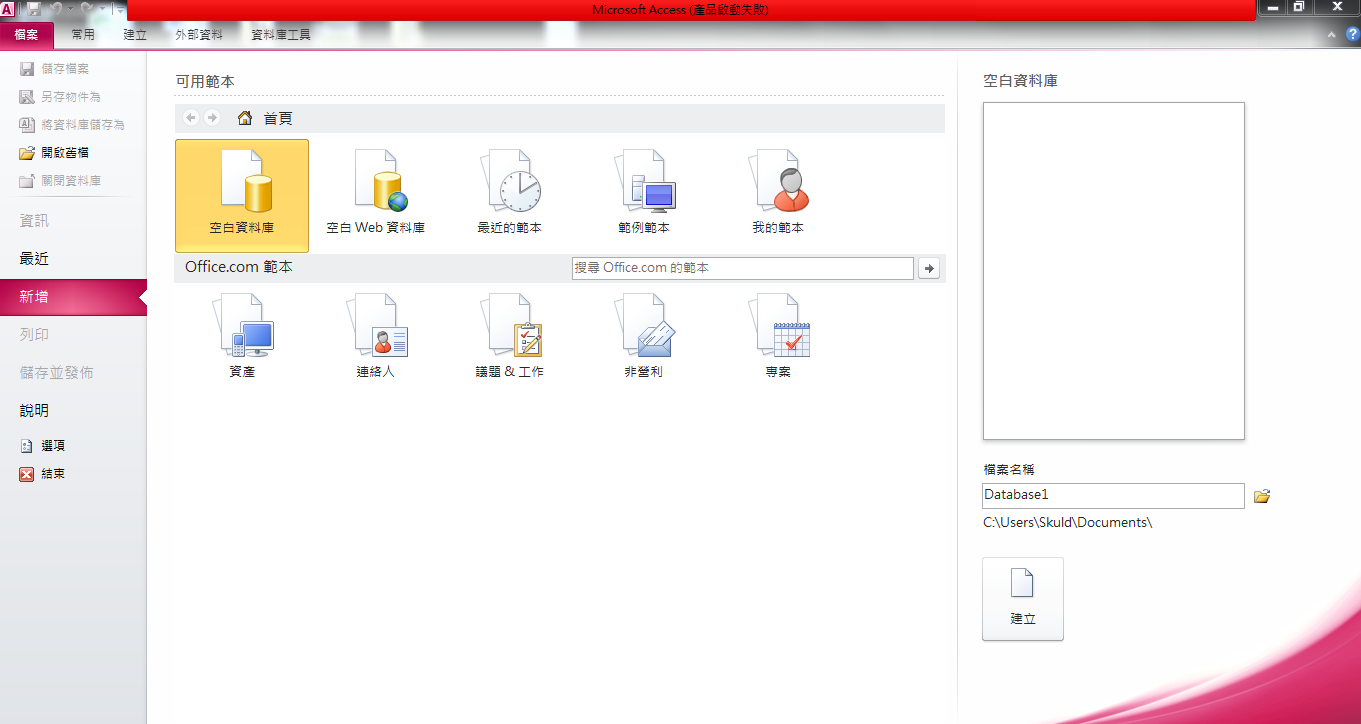 Microsoft Access (產品啟動失敗)
檔案 常用 建立 外部資料 資料庫工具
儲存檔案
另存物件為
將資料庫儲存為
開啟舊檔
關閉資料庫
資訊
最近
新增
列印
儲存並發佈
說明
選項
結束
可用範本
首頁
空白資料庫 空白 Web 資料庫 最近的範本 範例範本 我的範本
Office.com 範本 搜尋 Office.com 的範本
資產 連絡人 議題 & 工作 非營利 專案
空白資料庫
檔案名稱
Database1
C:\Users\Skuld\Documents\
建立